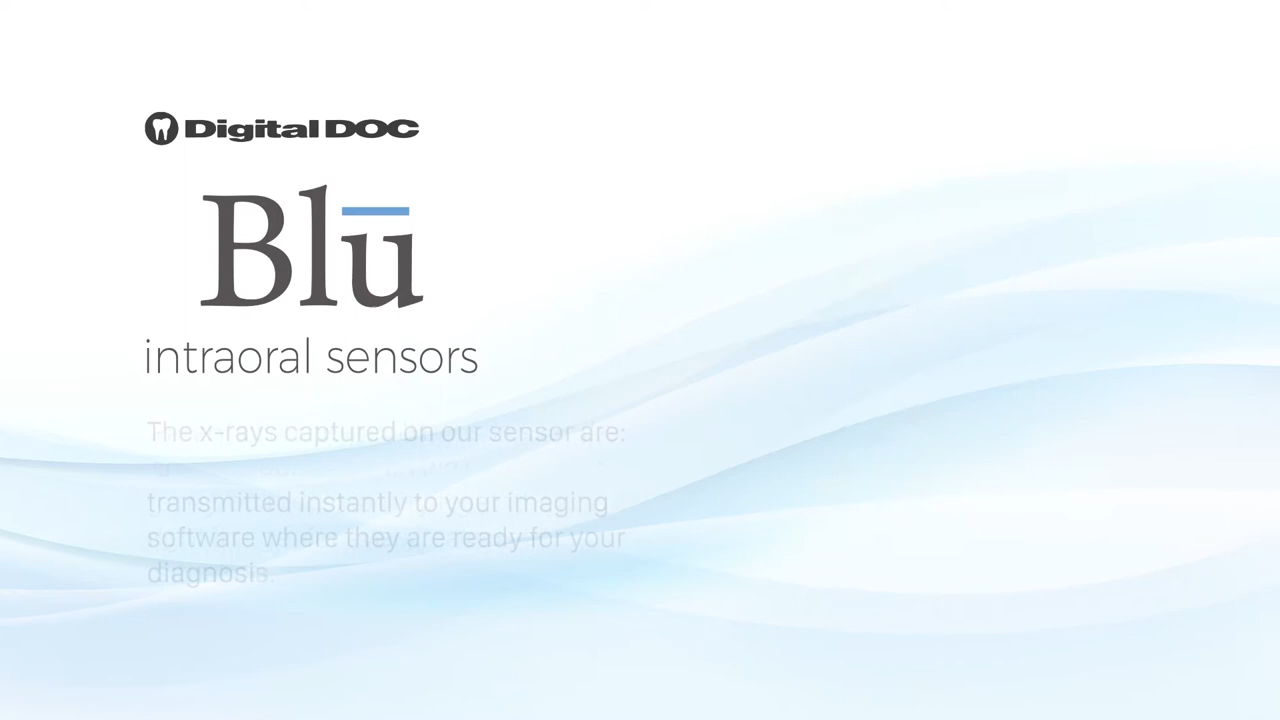 Digital DOC
Blū
intraoral sensors
The x-rays captured on our sensor are:
transmitted instantly to your imaging
software where they are ready for your
diagnosis.